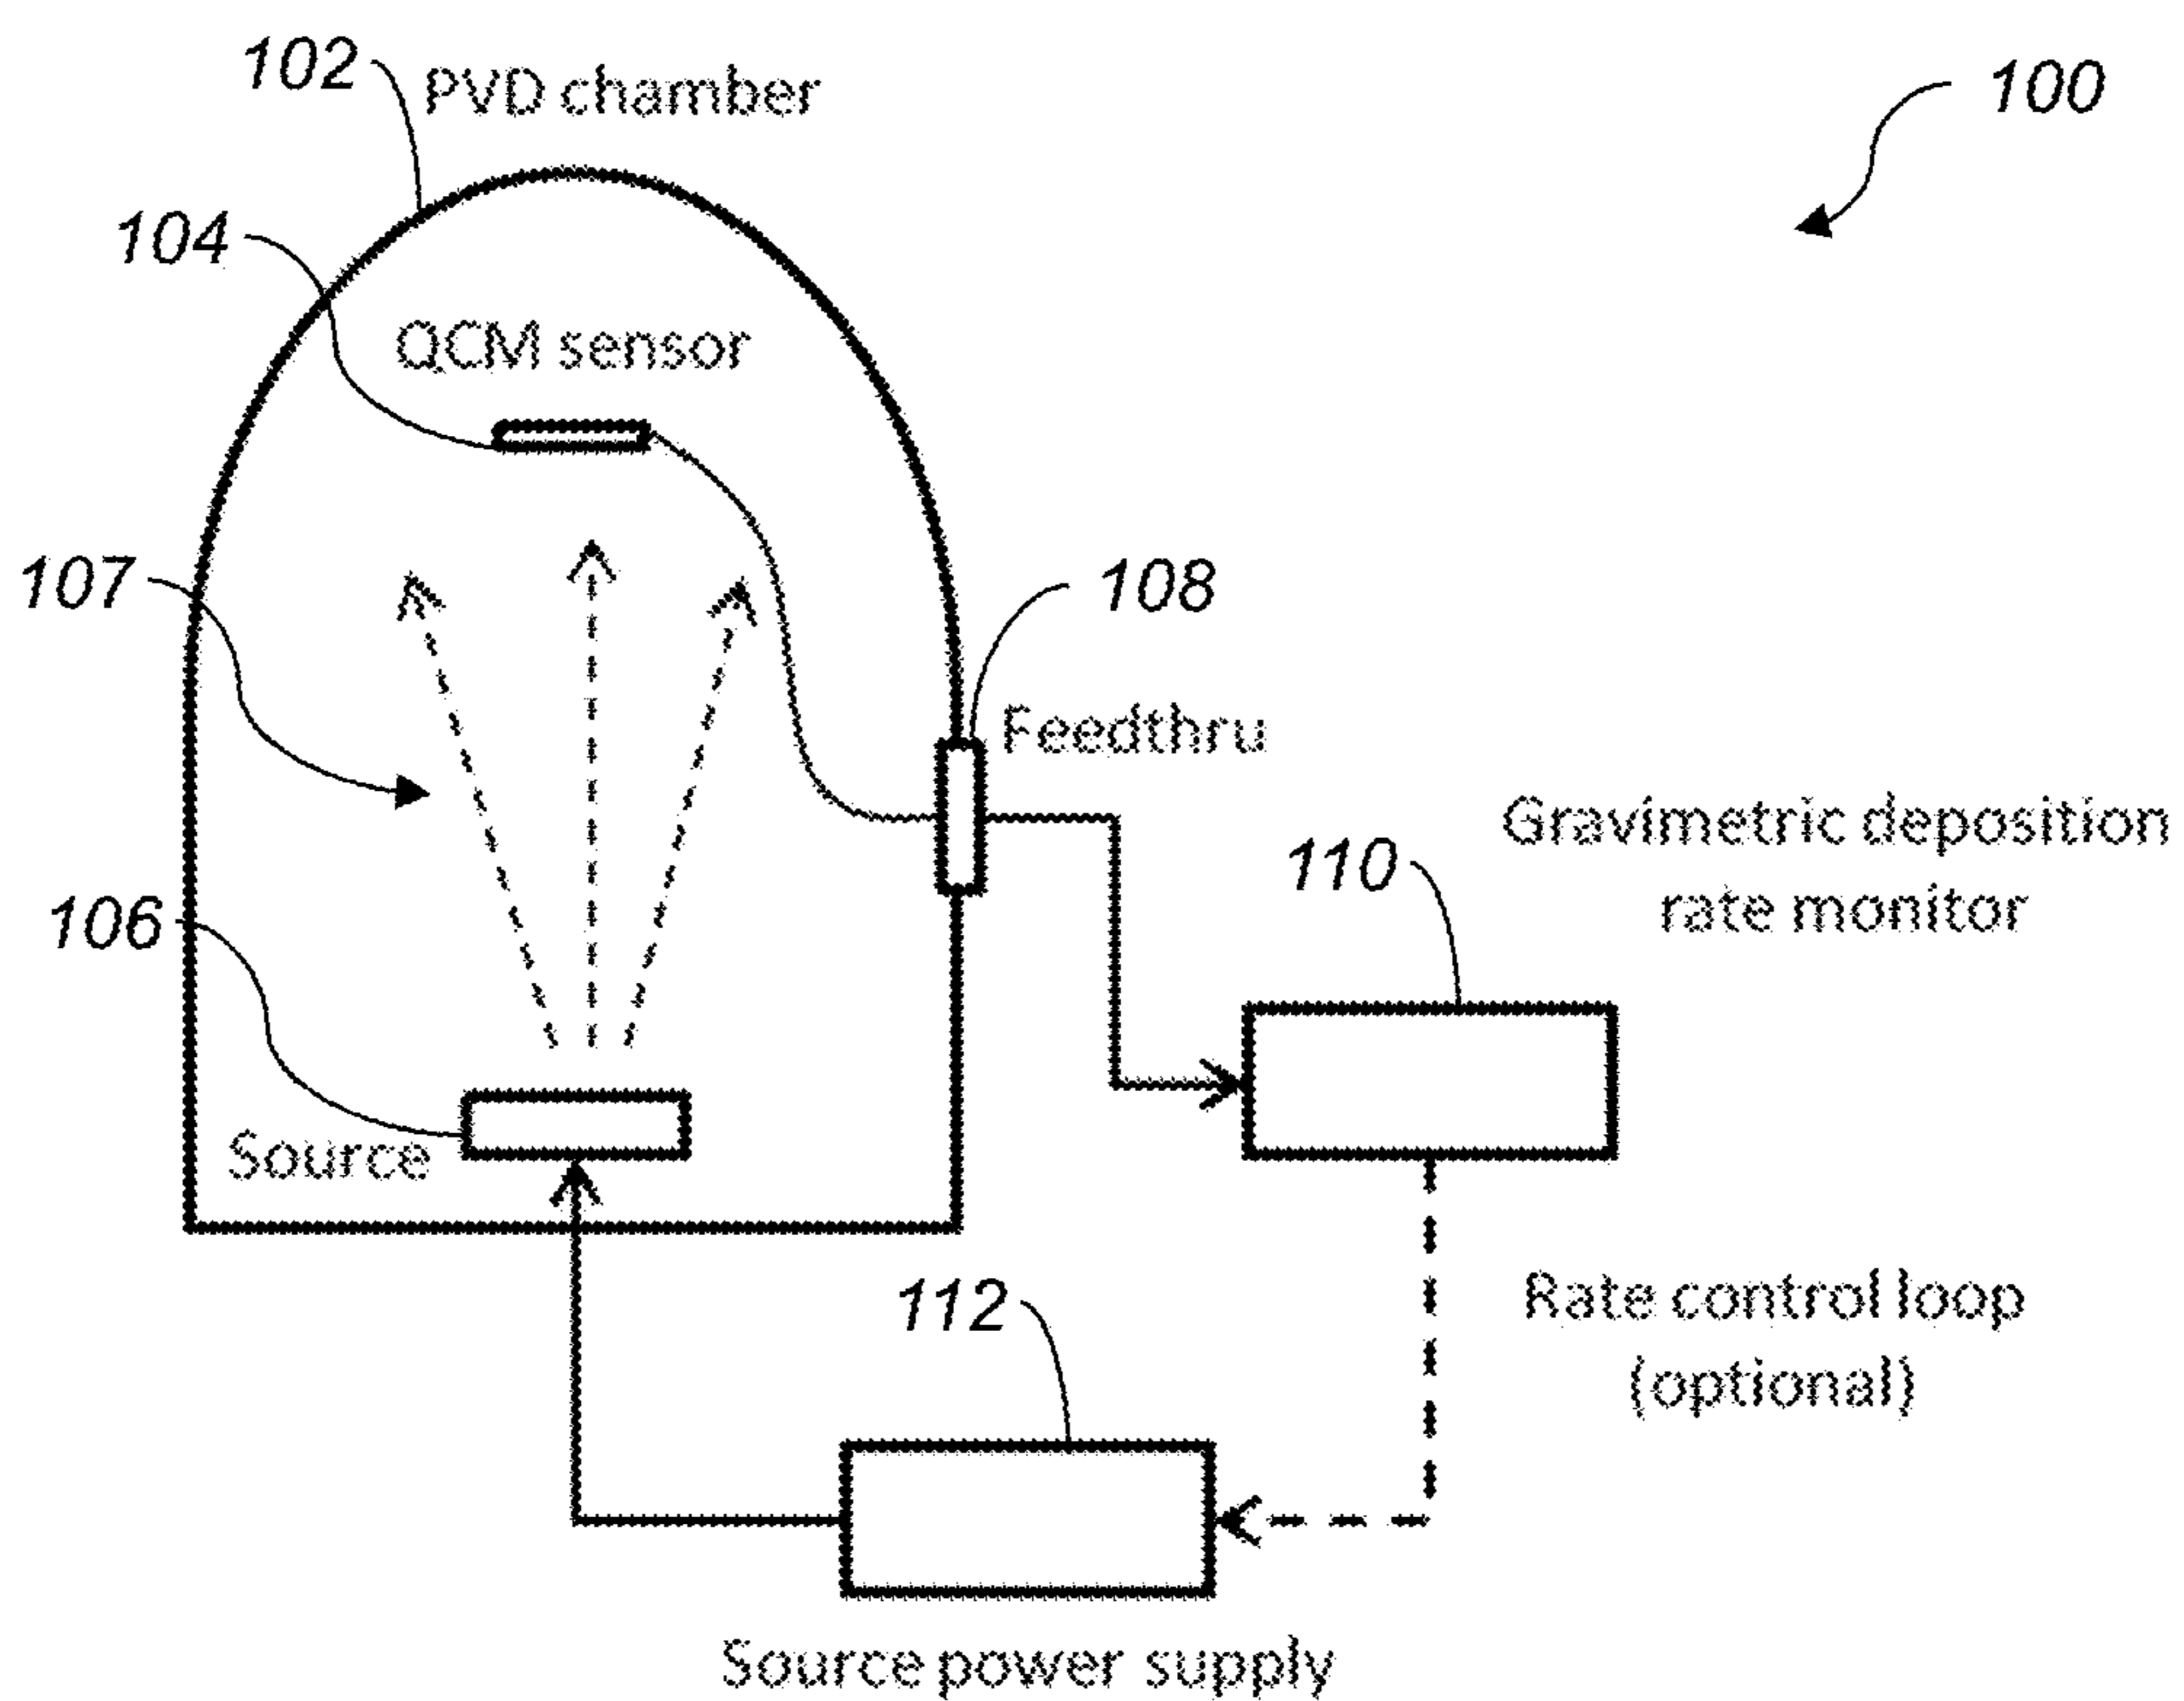 102
PVD chamber
100
104
QCM sensor
107
108
Feedthru
Gravimetric deposition
rate monitor
110
106
Source
Rate control loop
(optional)
112
Source power supply